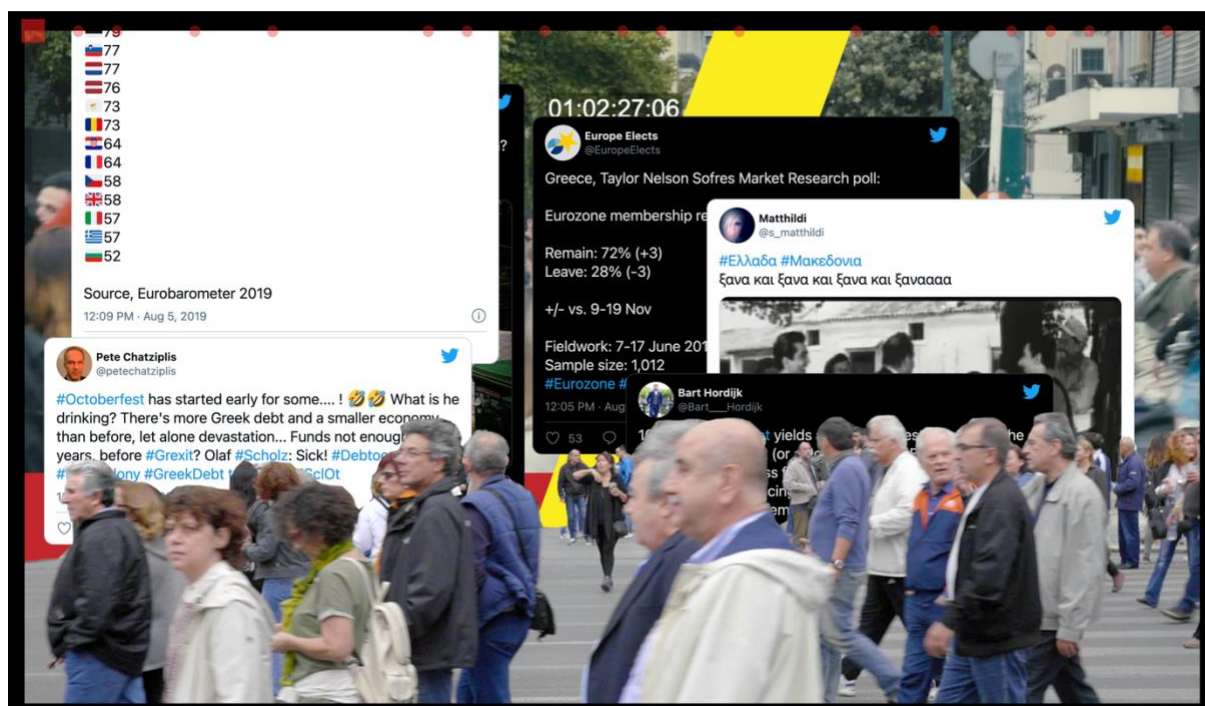 79
77
77
76
73
73
64
64
58
58
57
57
52
Source, Eurobarometer 2019
12:09 PM · Aug 5, 2019
?
01:02:27:06
Europe Elects
@EuropeElects
Greece, Taylor Nelson Sofres Market Research poll:
Eurozone membership
Remain: 72% (+3)
Leave: 28% (-3)
+/- vs. 9-19 Nov
Fieldwork: 7-17 June
Sample size: 1,012
#Eurozone
12:05 PM · Aug
53
Matthildi
@s_matthildi
#Ελλαδα #Μακεδονια
ξανα και ξανα και ξανα και ξαναααα
Pete Chatziplis
@petechatziplis
#Octoberfest has started early for some.... ! 🤣 🤣 What is he
drinking? There's more Greek debt and a smaller economy
than before, let alone devastation... Funds not enough
years, before #Grexit? Olaf #Scholz: Sick!
#GreekDebt
Bart Hordijk
@Bart___Hordijk
yields
(or